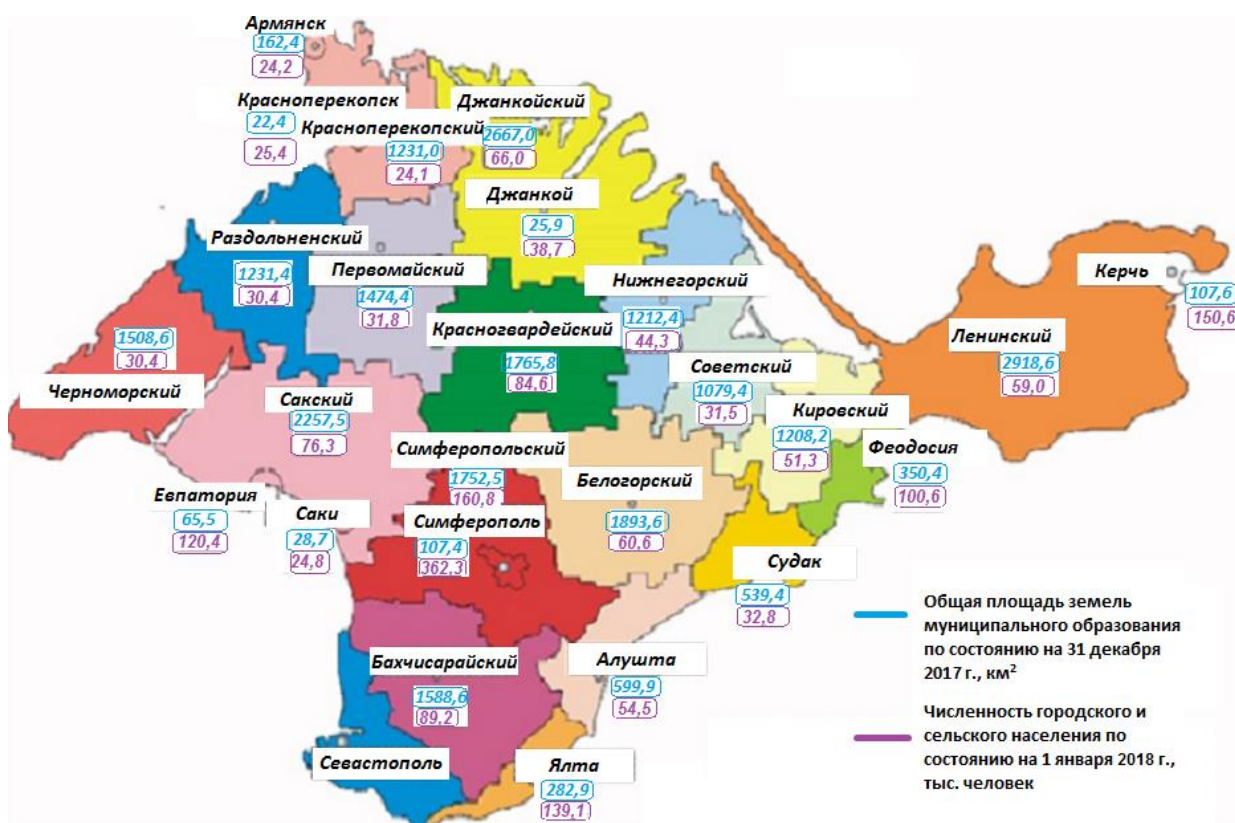 Армянск
162,4
24,2
Красноперекопск
22,4
25,4
Красноперекопский
1231,0
24,1
Джанкойский
2667,0
66,0
Джанкой
25,9
38,7
Раздольненский
1231,4
30,4
Первомайский
1474,4
31,8
Нижнегорский
1212,4
44,3
Керчь
107,6
150,6
Красногвардейский
1765,8
84,6
Ленинский
2918,6
59,0
1508,6
30,4
Черноморский
Советский
1079,4
31,5
Сакский
2257,5
76,3
Кировский
1208,2
51,3
Феодосия
350,4
100,6
Симферопольский
1752,5
160,8
Белогорский
1893,6
60,6
Евпатория
65,5
120,4
Саки
28,7
24,8
Симферополь
107,4
362,3
Судак
539,4
32,8
Алушта
599,9
54,5
Бахчисарайский
1588,6
89,2
Севастополь
Ялта
282,9
139,1
Общая площадь земель
муниципального образования
по состоянию на 31 декабря
2017 г., км²
Численность городского и
сельского населения по
состоянию на 1 января 2018 г.,
тыс. человек